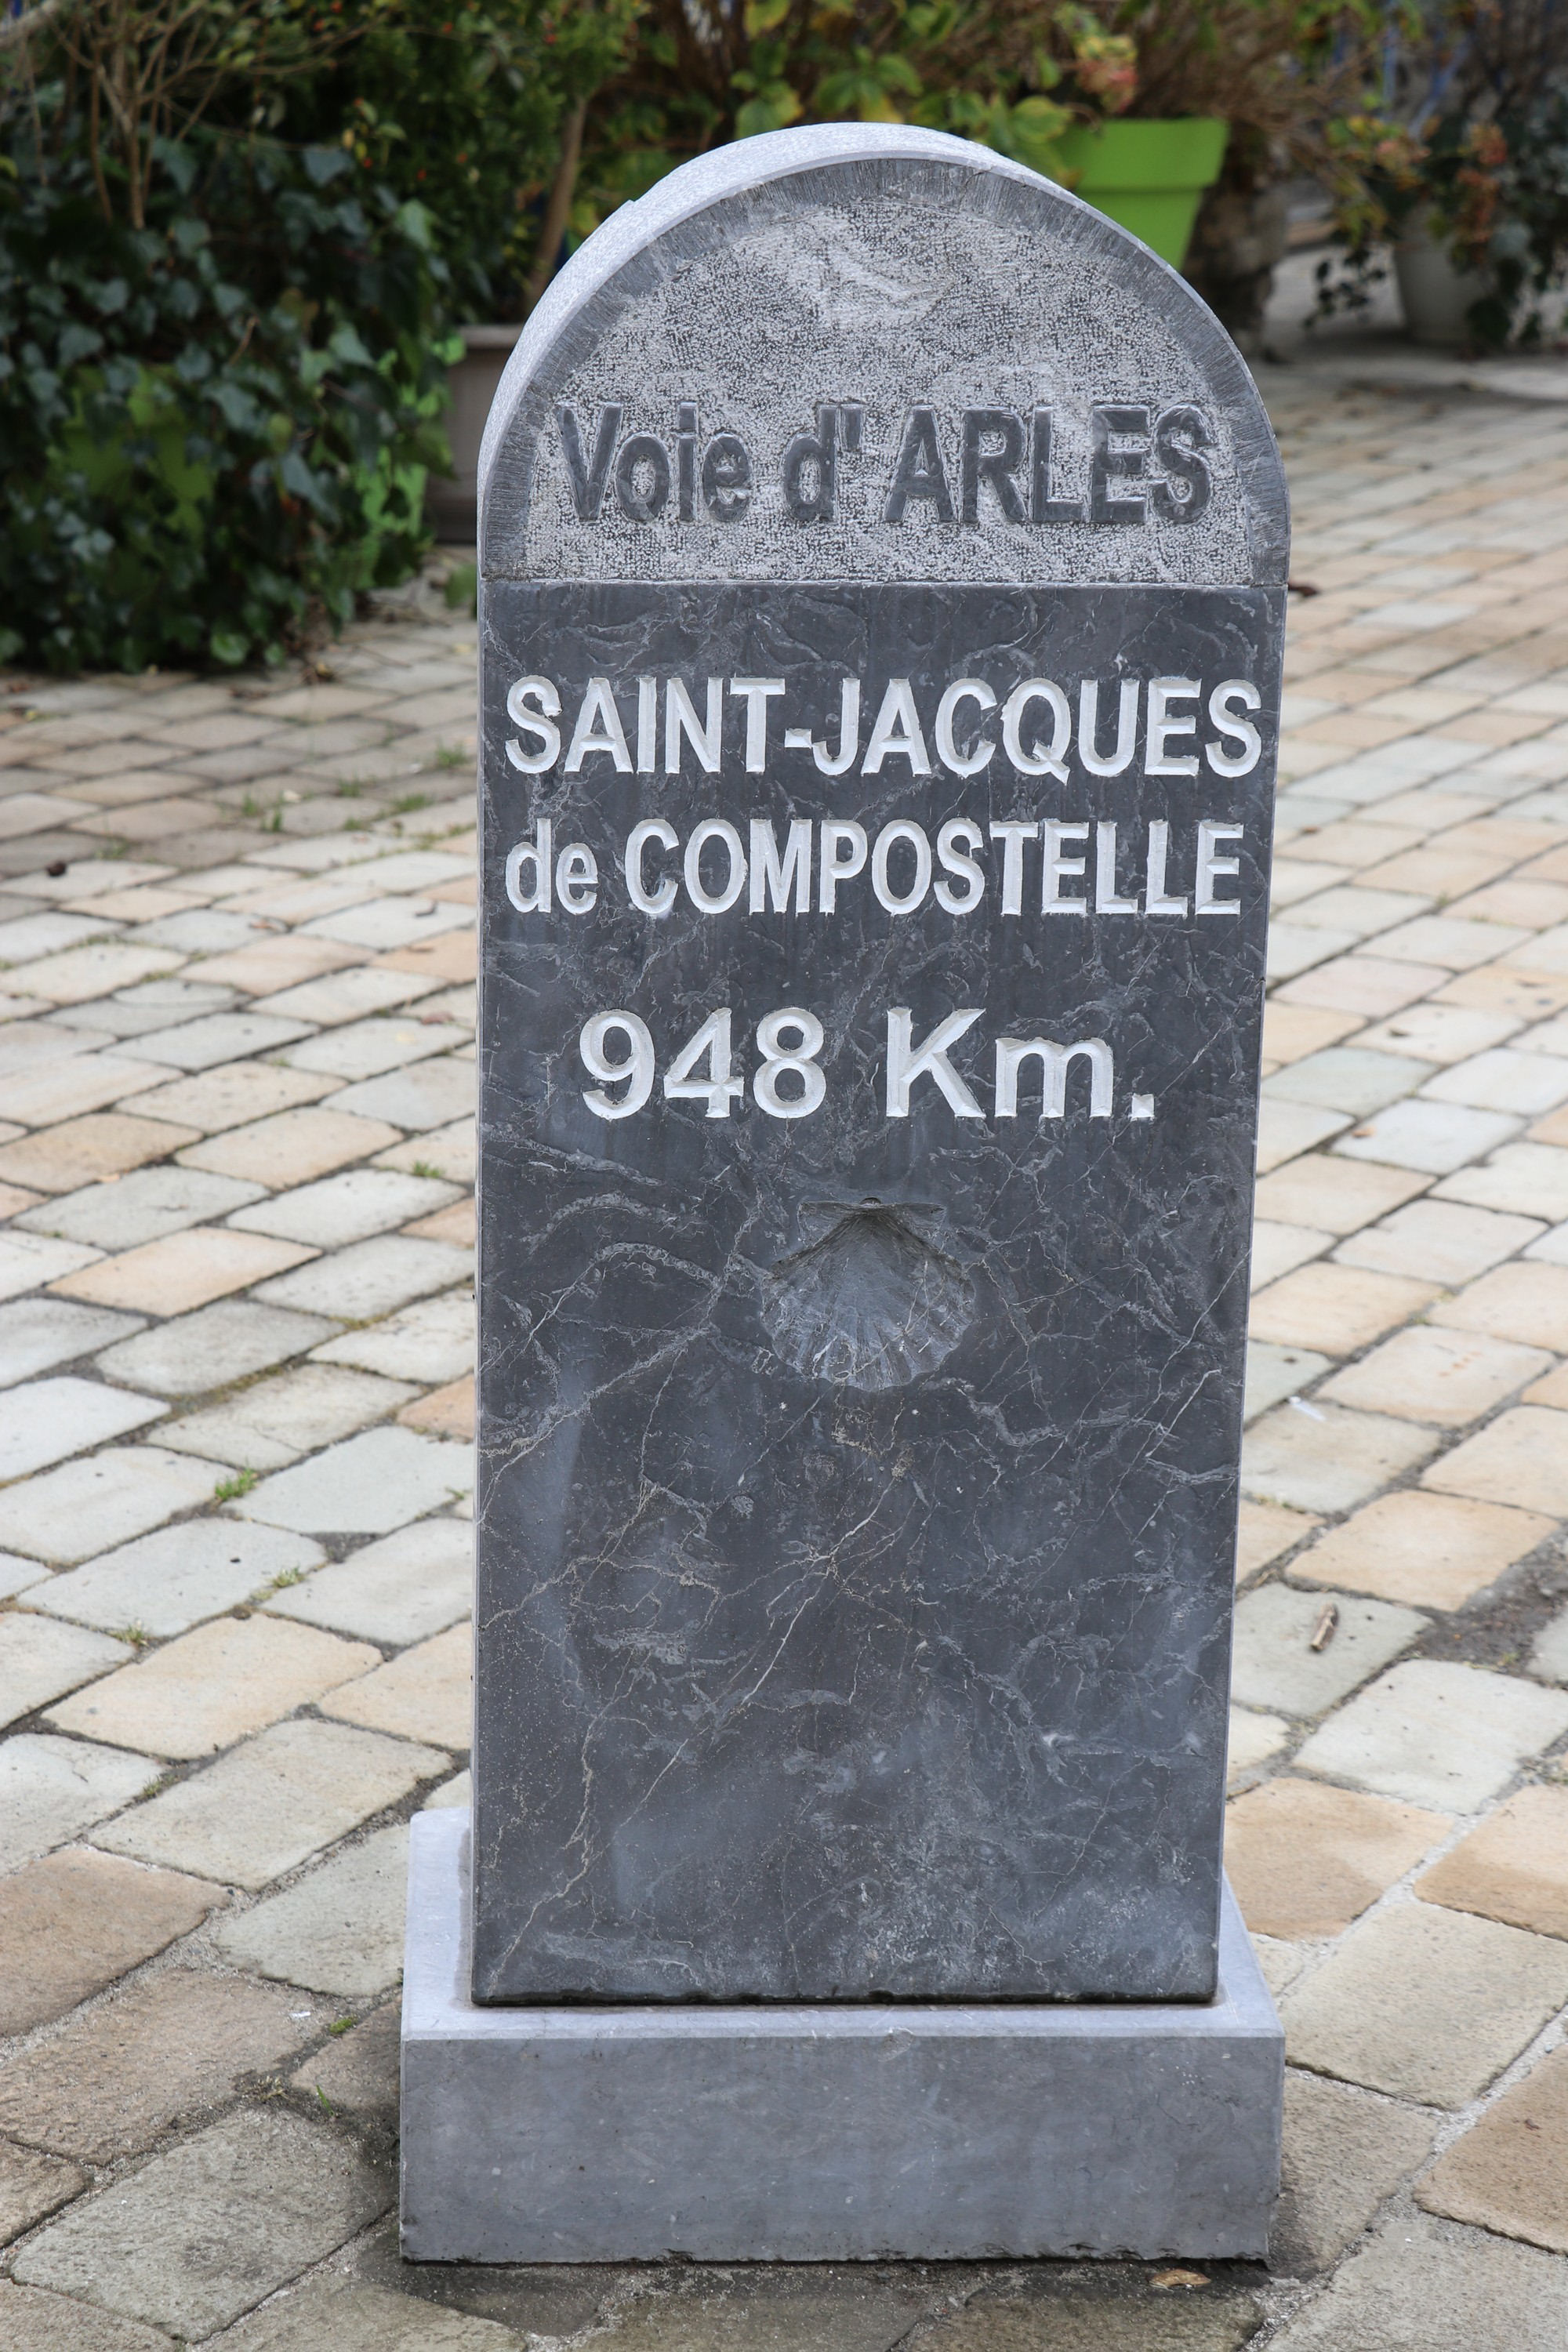 Voie d'ARLES
SAINT-JACQUES
de COMPOSTELLE
948 Km.